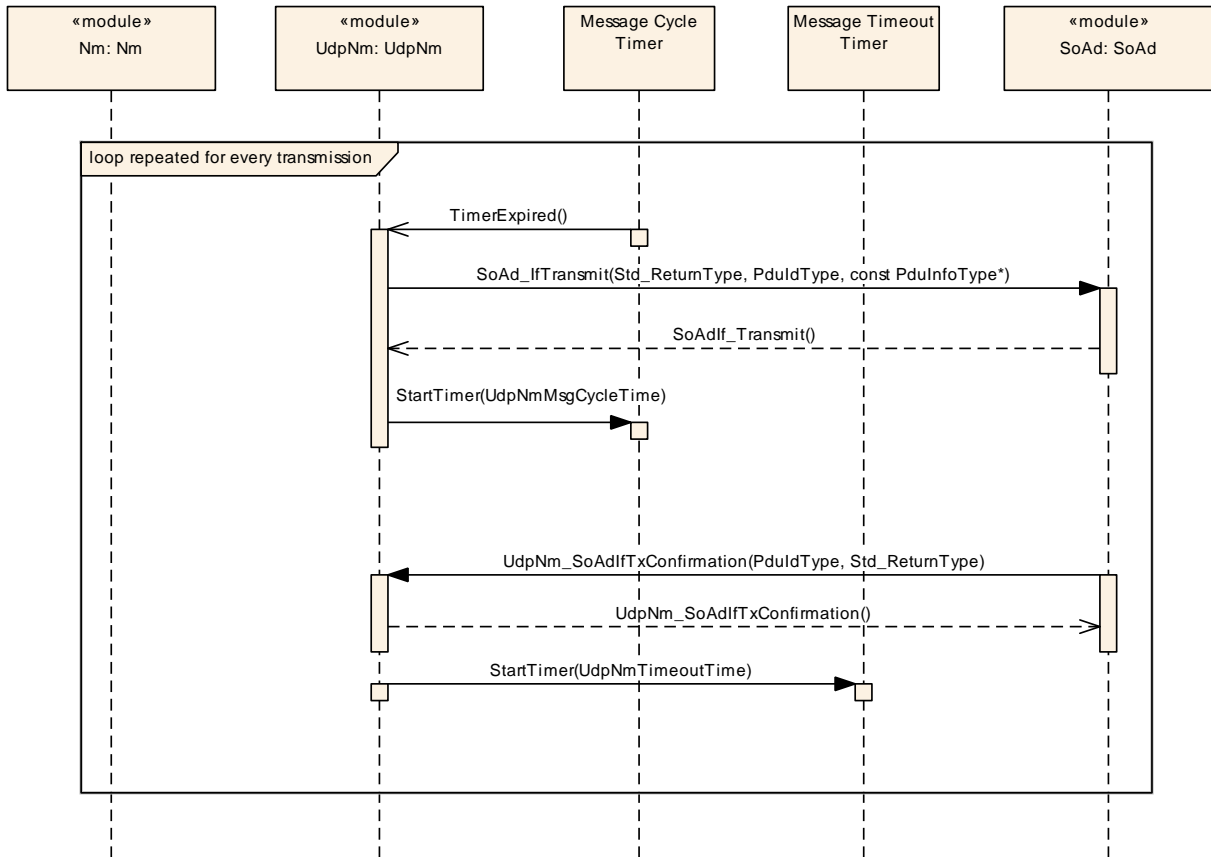 «module»
Nm: Nm
«module»
UdpNm: UdpNm
Message Cycle
Timer
Message Timeout
Timer
«module»
SoAd: SoAd
loop repeated for every transmission
TimerExpired()
SoAd_IfTransmit(Std_ReturnType, PduIdType, const PduInfoType*)
SoAdIf_Transmit()
StartTimer(UdpNmMsgCycleTime)
UdpNm_SoAdIfTxConfirmation(PduIdType, Std_ReturnType)
UdpNm_SoAdIfTxConfirmation()
StartTimer(UdpNmTimeoutTime)